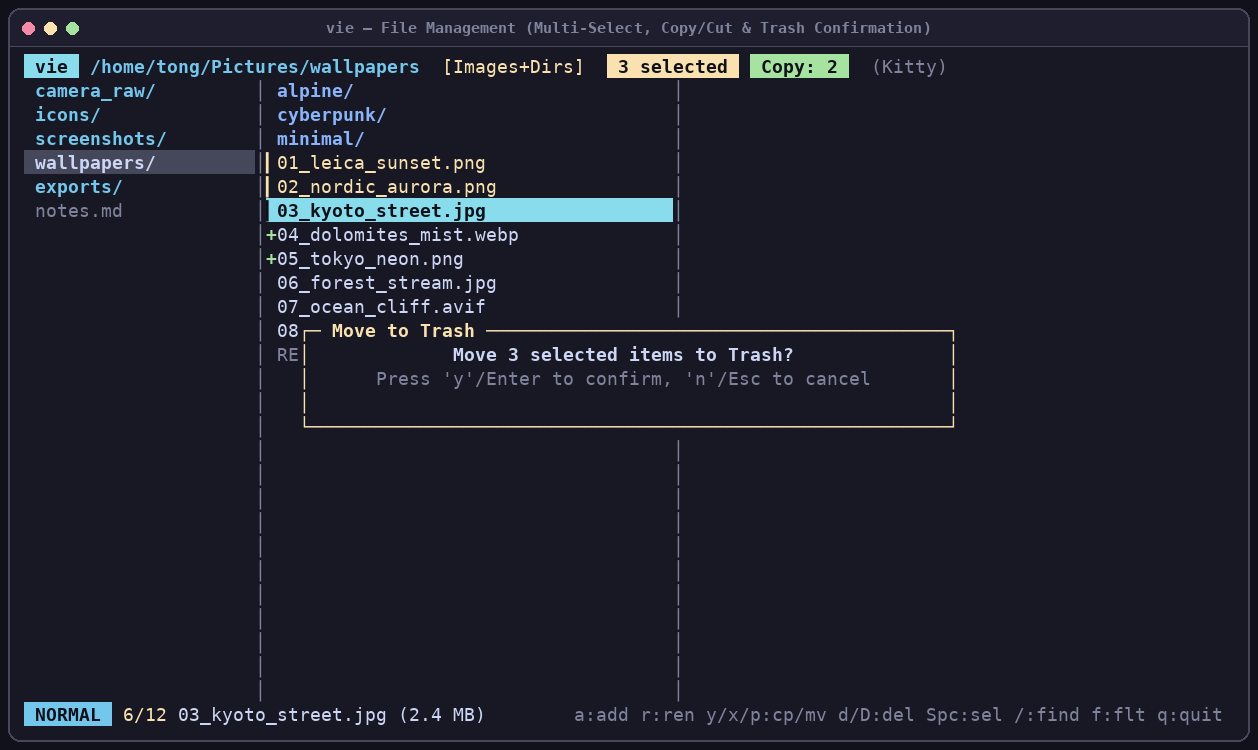 vie — File Management (Multi-Select, Copy/Cut & Trash Confirmation)
vie /home/tong/Pictures/wallpapers [Images+Dirs] 3 selected Copy: 2 (Kitty)
camera_raw/ alpine/
icons/ cyberpunk/
screenshots/ minimal/
wallpapers/ 01_leica_sunset.png
exports/ 02_nordic_aurora.png
notes.md 03_kyoto_street.jpg
+04_dolomites_mist.webp
+05_tokyo_neon.png
06_forest_stream.jpg
07_ocean_cliff.avif
08 Move to Trash
RE Move 3 selected items to Trash?
Press 'y'/Enter to confirm, 'n'/Esc to cancel
NORMAL 6/12 03_kyoto_street.jpg (2.4 MB) a:add r:ren y/x/p:cp/mv d/D:del Spc:sel /:find f:flt q:quit